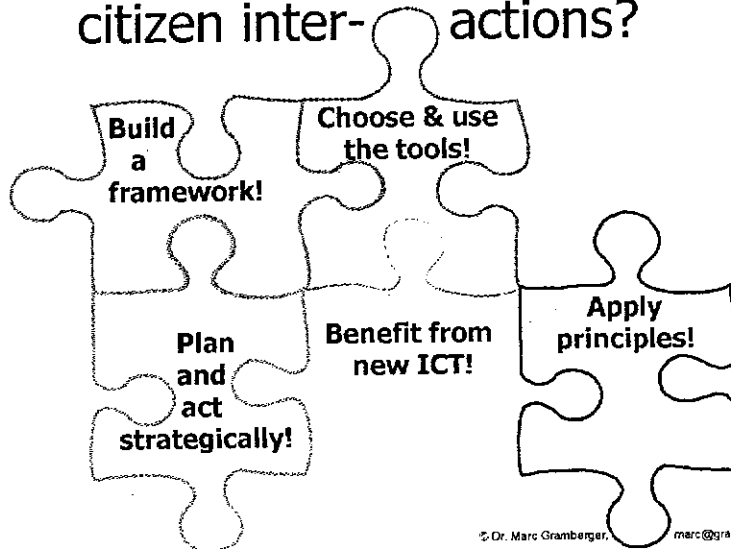 citizen inter- actions?
Build
a
framework!
Choose & use
the tools!
Plan
and
act
strategically!
Benefit from
new ICT!
Apply
principles!
© Dr. Marc Gramberger, marc@gra